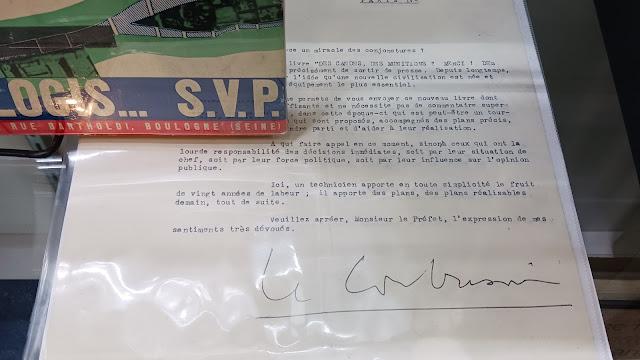 PARIS
LOGIS... S.V.P.
RUE BARTHOLDI, BOULOGNE (SEINE)
ce un miracle des conjonctures ?
livre "DES CANONS, DES MUNITIONS ? MERCI ! DES
précisément de sortir de presse. Depuis longtemps,
l'idée qu'une nouvelle civilisation est née et
équipement le plus essentiel.
permets de vous envoyer ce nouveau livre dont
fisante et ne nécessite pas de commentaire super-
dans cette époque-ci qui est peut-être un tour-
qui sont proposés, accompagnés des plans précis,
endre parti et d'aider à leur réalisation.
A qui faire appel en ce moment, sinon à ceux qui ont la
lourde responsabilité des décisions immédiates, soit par leur situation de
chef, soit par leur force politique, soit par leur influence sur l'opinion
publique.
Ici, un technicien apporte en toute simplicité le fruit
de vingt années de labeur ; il apporte des plans, des plans réalisables
demain, tout de suite.
Veuillez agréer, Monsieur le Préfet, l'expression de mes
sentiments très dévoués.
Le Corbusier